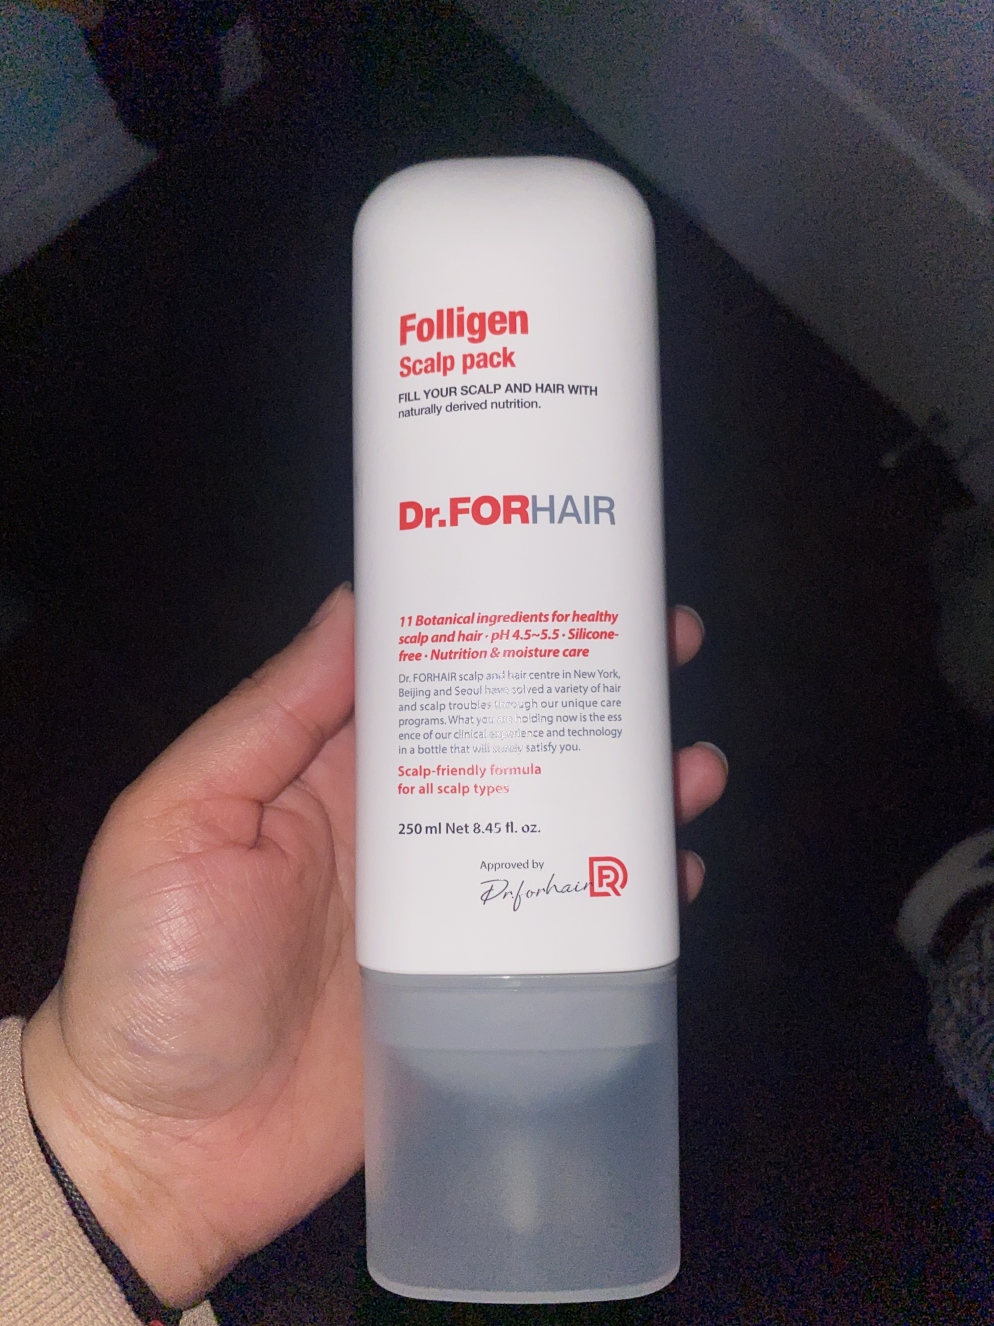 Folligen
Scalp pack
FILL YOUR SCALP AND HAIR WITH
naturally derived nutrition.
Dr.FORHAIR
11 Botanical ingredients for healthy
scalp and hair · pH 4.5~5.5 · Silicone-
free · Nutrition & moisture care
Dr. FORHAIR scalp and hair centre in New York,
Beijing and Seoul have solved a variety of hair
and scalp troubles through our unique care
programs. What you are holding now is the ess
ence of our clinical experience and technology
in a bottle that will satisfy you.
Scalp-friendly formula
for all scalp types
250 ml Net 8.45 fl. oz.
Approved by
Dr.forhair